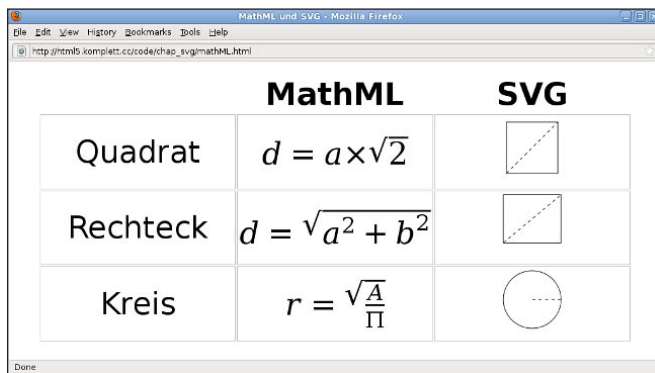 MathML und SVG - Mozilla Firefox
File Edit View History Bookmarks Tools Help
http://html5.komplett.cc/code/chap_svg/mathML.html
MathML SVG
Quadrat d = a×√2
Rechteck d = √(a² + b²)
Kreis r = √(A/Π)
Done